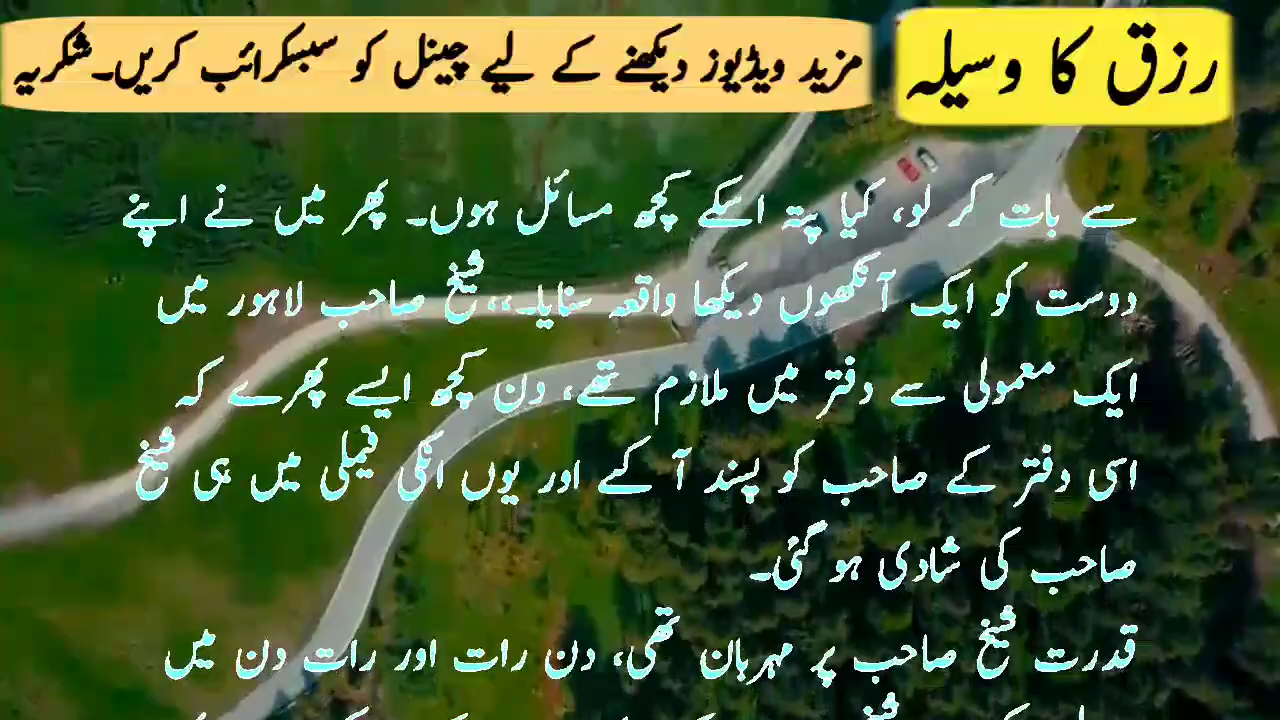 رزق کا وسیلہ
مزید ویڈیوز دیکھنے کے لیے چینل کو سبسکرائب کریں۔شکریہ
سے بات کر لو، کیا پتہ اسکے کچھ مسائل ہوں۔ پھر میں نے اپنے
دوست کو ایک آنکھوں دیکھا واقعہ سنایا۔،،شیخ صاحب لاہور میں
ایک معمولی سے دفتر میں ملازم تھے، دن کچھ ایسے پھرے کہ
اسی دفتر کے صاحب کو پسند آ کے اور یوں انکی فیملی میں ہی شیخ
صاحب کی شادی ہو گئی۔
قدرت شیخ صاحب پر مہربان تھی، دن رات اور رات دن میں